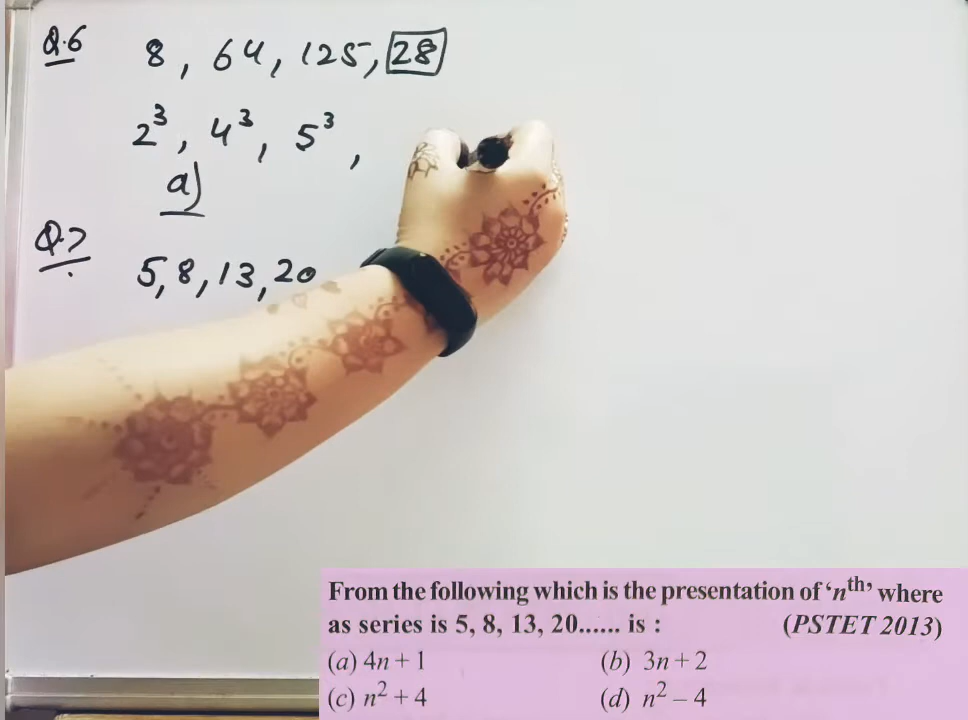 Q.6 8, 64, 125, 28
2³, 4³, 5³,
a)
Q.7 5, 8, 13, 20
From the following which is the presentation of ‘nᵗʰ’ where
as series is 5, 8, 13, 20...... is : (PSTET 2013)
(a) 4n + 1 (b) 3n + 2
(c) n² + 4 (d) n² – 4